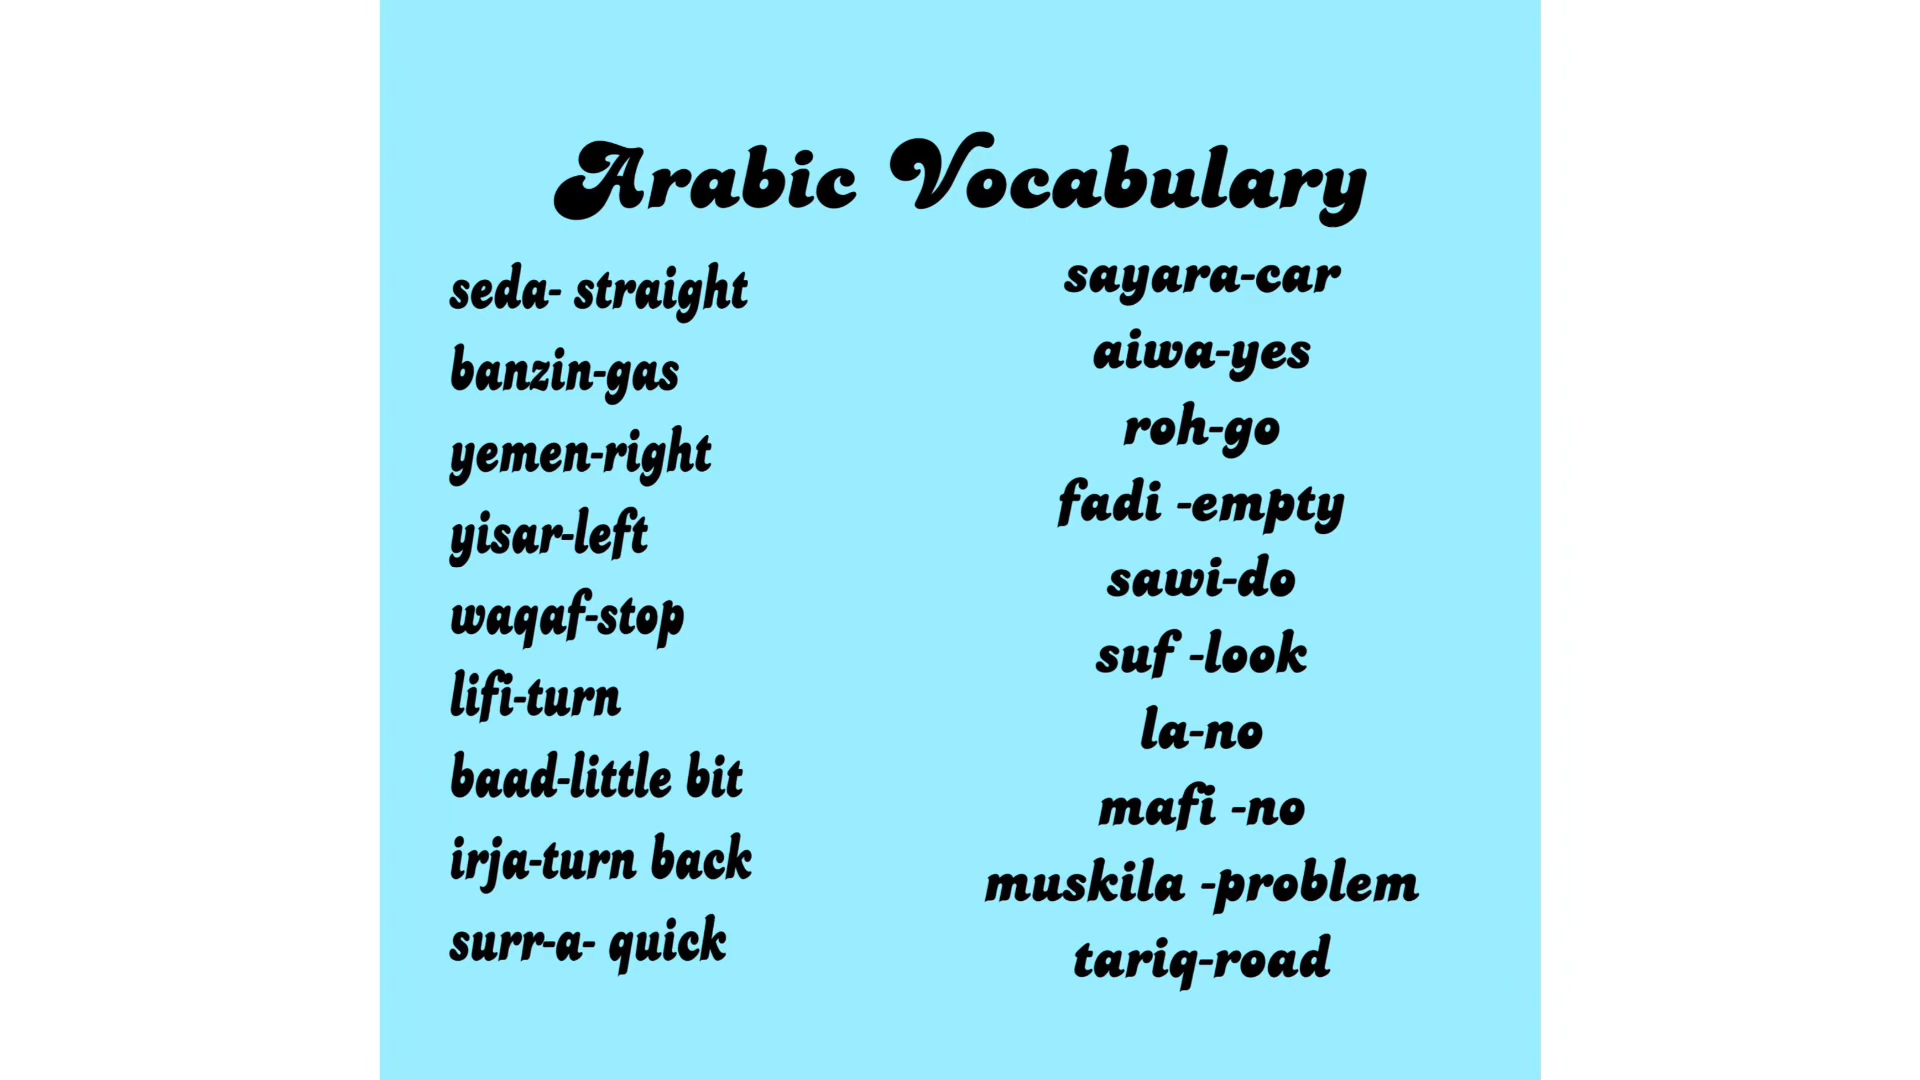 Arabic Vocabulary
seda- straight
banzin-gas
yemen-right
yisar-left
waqaf-stop
lifi-turn
baad-little bit
irja-turn back
surr-a- quick
sayara-car
aiwa-yes
roh-go
fadi -empty
sawi-do
suf -look
la-no
mafi -no
muskila -problem
tariq-road